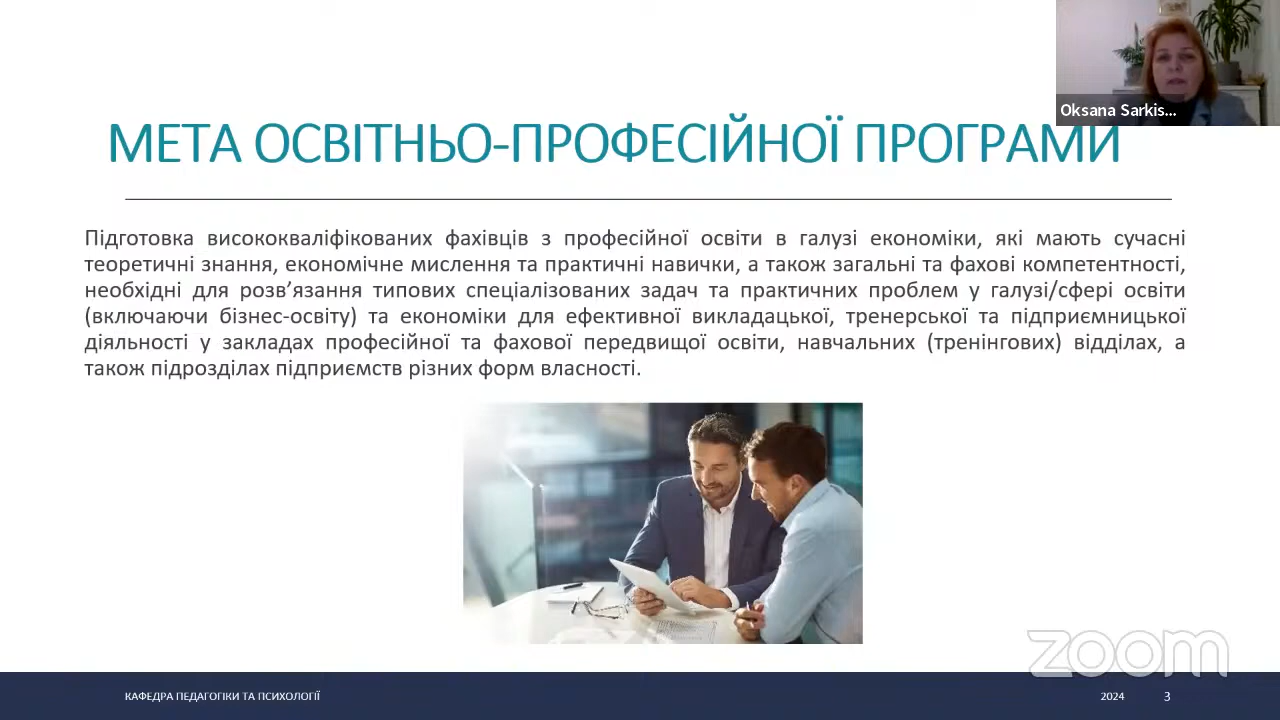 Oksana Sarkis...
МЕТА ОСВІТНЬО-ПРОФЕСІЙНОЇ ПРОГРАМИ
Підготовка висококваліфікованих фахівців з професійної освіти в галузі економіки, які мають сучасні
теоретичні знання, економічне мислення та практичні навички, а також загальні та фахові компетентності,
необхідні для розв’язання типових спеціалізованих задач та практичних проблем у галузі/сфері освіти
(включаючи бізнес-освіту) та економіки для ефективної викладацької, тренерської та підприємницької
діяльності у закладах професійної та фахової передвищої освіти, навчальних (тренінгових) відділах, а
також підрозділах підприємств різних форм власності.
zoom
КАФЕДРА ПЕДАГОГІКИ ТА ПСИХОЛОГІЇ
2024
3